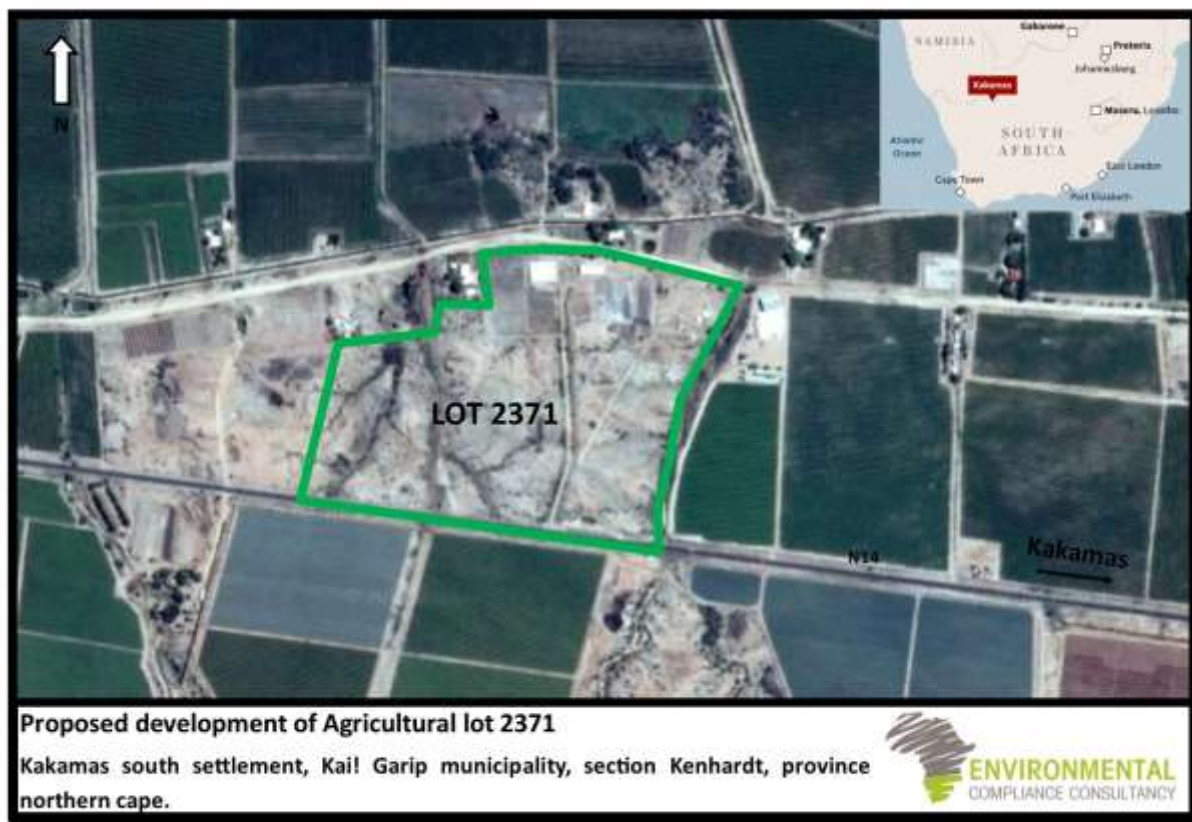 N
NAMIBIA
Gaborone
Pretoria
Johannesburg
Kakamas
Maseru, Lesotho
SOUTH
AFRICA
Atlantic
Ocean
East London
Cape Town
Port Elizabeth
LOT 2371
N14
Kakamas
Proposed development of Agricultural lot 2371
Kakamas south settlement, Kai! Garip municipality, section Kenhardt, province
northern cape.
ENVIRONMENTAL
COMPLIANCE CONSULTANCY